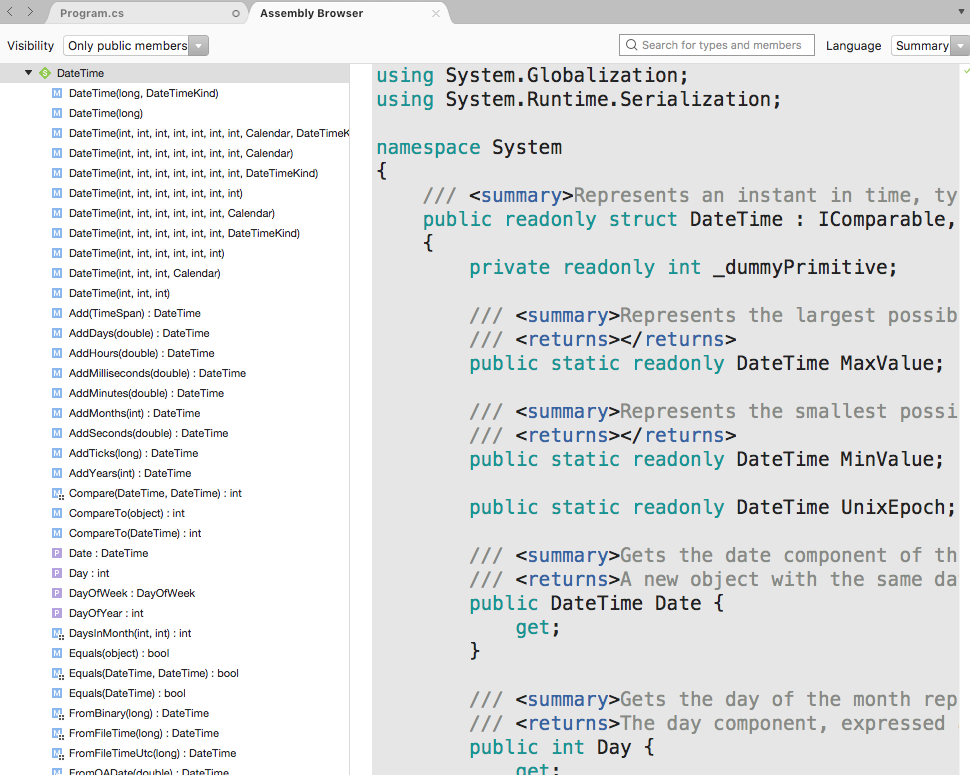 Program.cs
Assembly Browser
Visibility
Only public members
Search for types and members
Language
Summary
DateTime
DateTime(long, DateTimeKind)
DateTime(long)
DateTime(int, int, int, int, int, int, int, Calendar, DateTimeK
DateTime(int, int, int, int, int, int, int, Calendar)
DateTime(int, int, int, int, int, int, int, DateTimeKind)
DateTime(int, int, int, int, int, int, int)
DateTime(int, int, int, int, int, int, Calendar)
DateTime(int, int, int, int, int, int, DateTimeKind)
DateTime(int, int, int, int, int, int)
DateTime(int, int, int, Calendar)
DateTime(int, int, int)
Add(TimeSpan) : DateTime
AddDays(double) : DateTime
AddHours(double) : DateTime
AddMilliseconds(double) : DateTime
AddMinutes(double) : DateTime
AddMonths(int) : DateTime
AddSeconds(double) : DateTime
AddTicks(long) : DateTime
AddYears(int) : DateTime
Compare(DateTime, DateTime) : int
CompareTo(object) : int
CompareTo(DateTime) : int
Date : DateTime
Day : int
DayOfWeek : DayOfWeek
DayOfYear : int
DaysInMonth(int, int) : int
Equals(object) : bool
Equals(DateTime, DateTime) : bool
Equals(DateTime) : bool
FromBinary(long) : DateTime
FromFileTime(long) : DateTime
FromFileTimeUtc(long) : DateTime
FromOADate(double) : DateTime
using System.Globalization;
using System.Runtime.Serialization;
namespace System
{
/// <summary>Represents an instant in time, ty
public readonly struct DateTime : IComparable,
{
private readonly int _dummyPrimitive;
/// <summary>Represents the largest possib
/// <returns></returns>
public static readonly DateTime MaxValue;
/// <summary>Represents the smallest possi
/// <returns></returns>
public static readonly DateTime MinValue;
public static readonly DateTime UnixEpoch;
/// <summary>Gets the date component of th
/// <returns>A new object with the same da
public DateTime Date {
get;
}
/// <summary>Gets the day of the month rep
/// <returns>The day component, expressed
public int Day {
get;